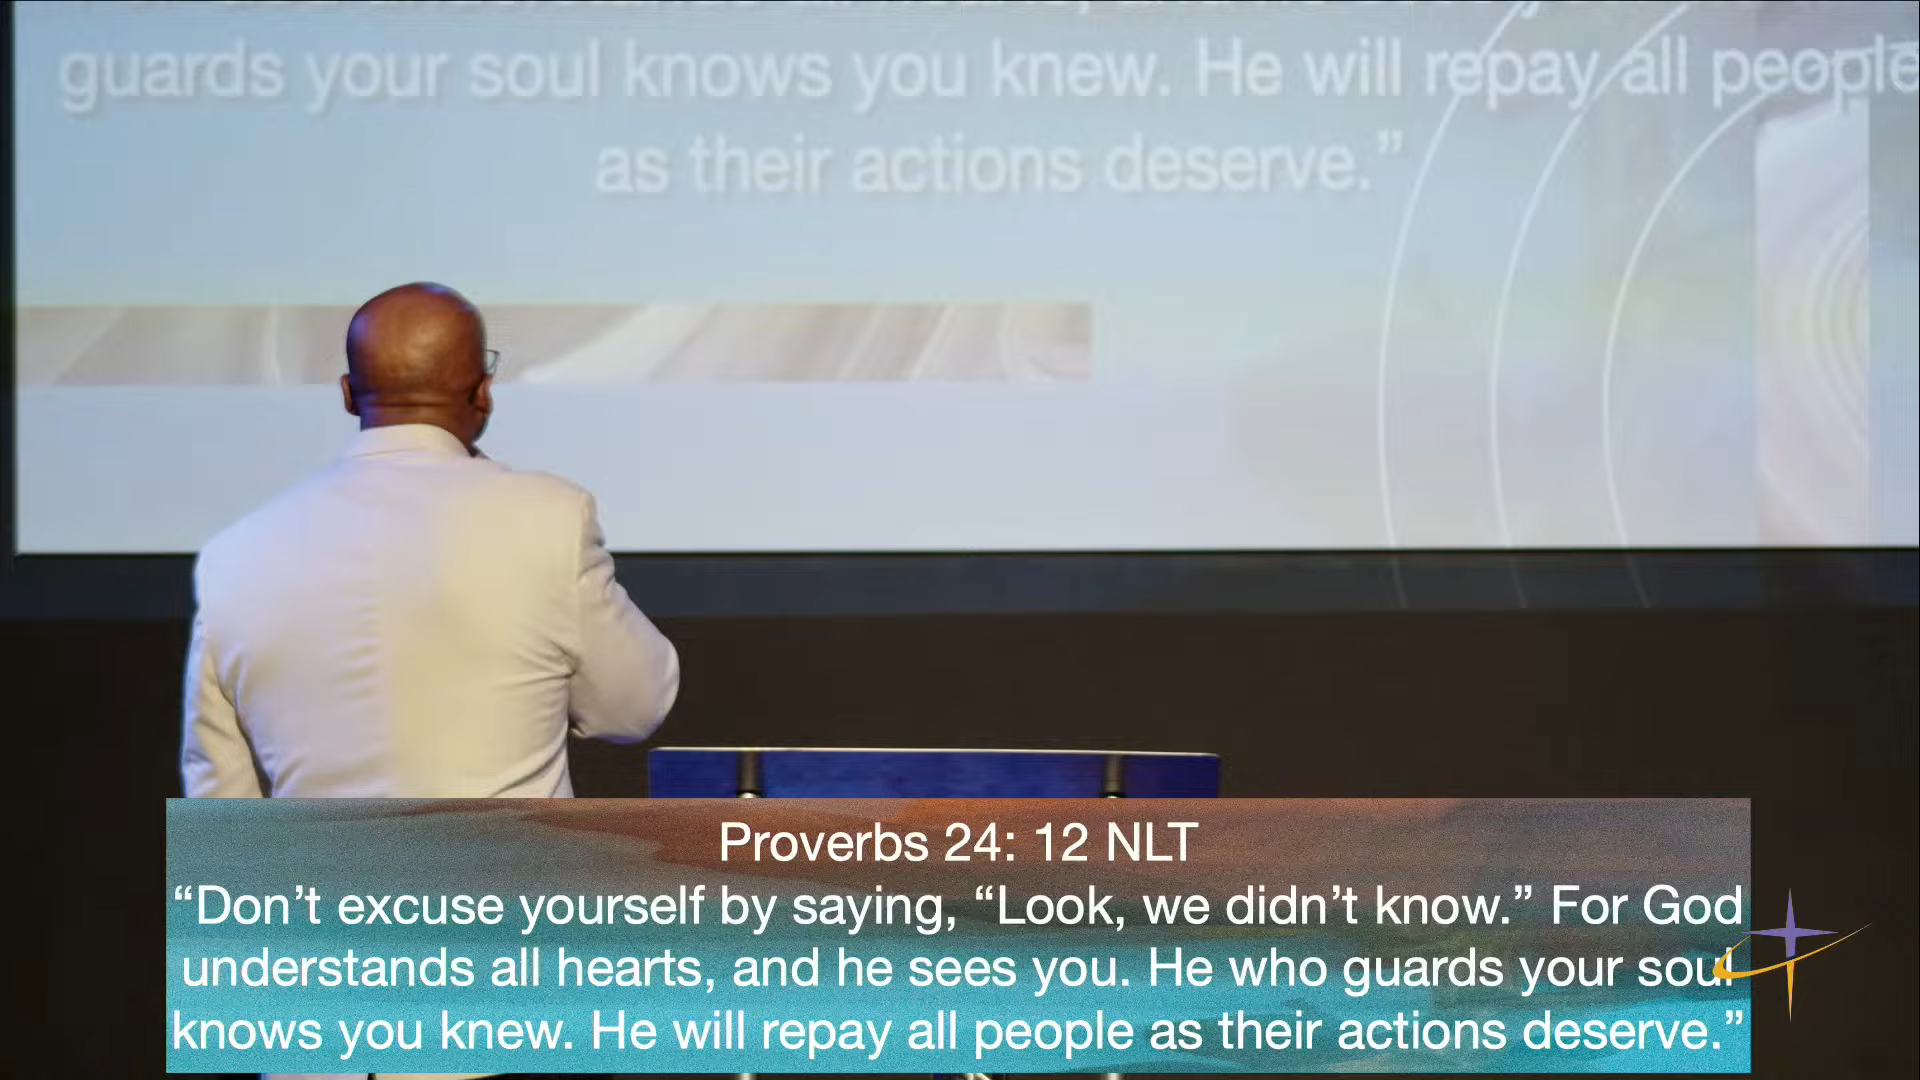 guards your soul knows you knew. He will repay all people
as their actions deserve.”
Proverbs 24: 12 NLT
“Don’t excuse yourself by saying, “Look, we didn’t know.” For God
understands all hearts, and he sees you. He who guards your soul
knows you knew. He will repay all people as their actions deserve.”